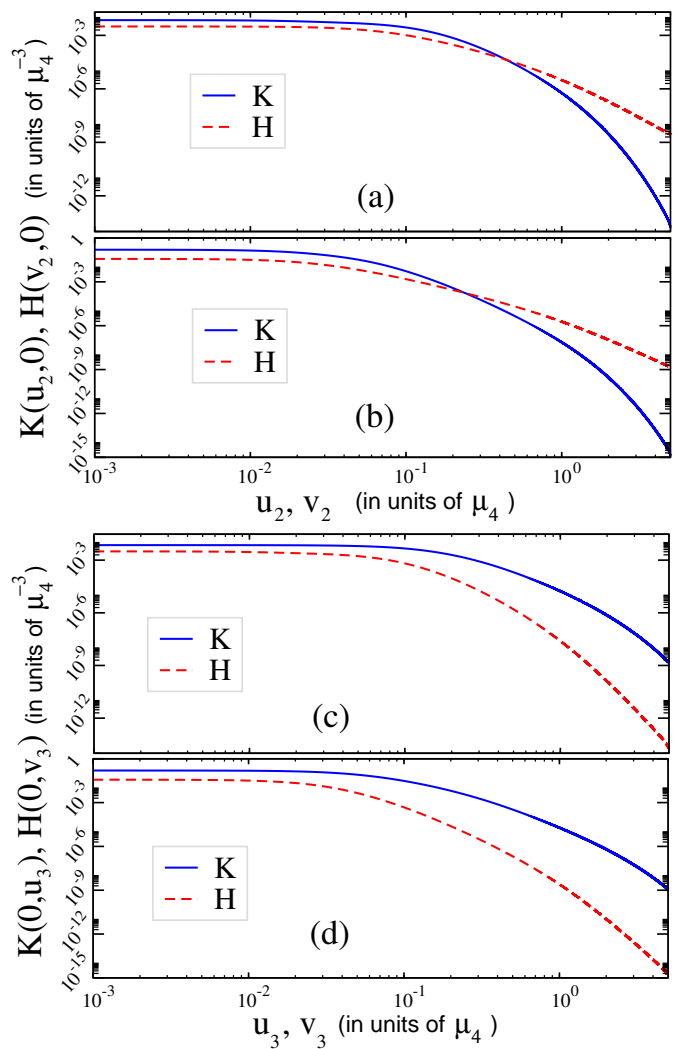 K(u₂,0), H(v₂,0) (in units of μ₄⁻³)
10⁻³
10⁻⁶
10⁻⁹
10⁻¹²
K
H
(a)
1
10⁻³
10⁻⁶
10⁻⁹
10⁻¹²
10⁻¹⁵
K
H
(b)
10⁻³ 10⁻² 10⁻¹ 10⁰
u₂, v₂ (in units of μ₄)
K(0,u₃), H(0,v₃) (in units of μ₄⁻³)
10⁻³
10⁻⁶
10⁻⁹
10⁻¹²
K
H
(c)
1
10⁻³
10⁻⁶
10⁻⁹
10⁻¹²
10⁻¹⁵
K
H
(d)
10⁻³ 10⁻² 10⁻¹ 10⁰
u₃, v₃ (in units of μ₄)